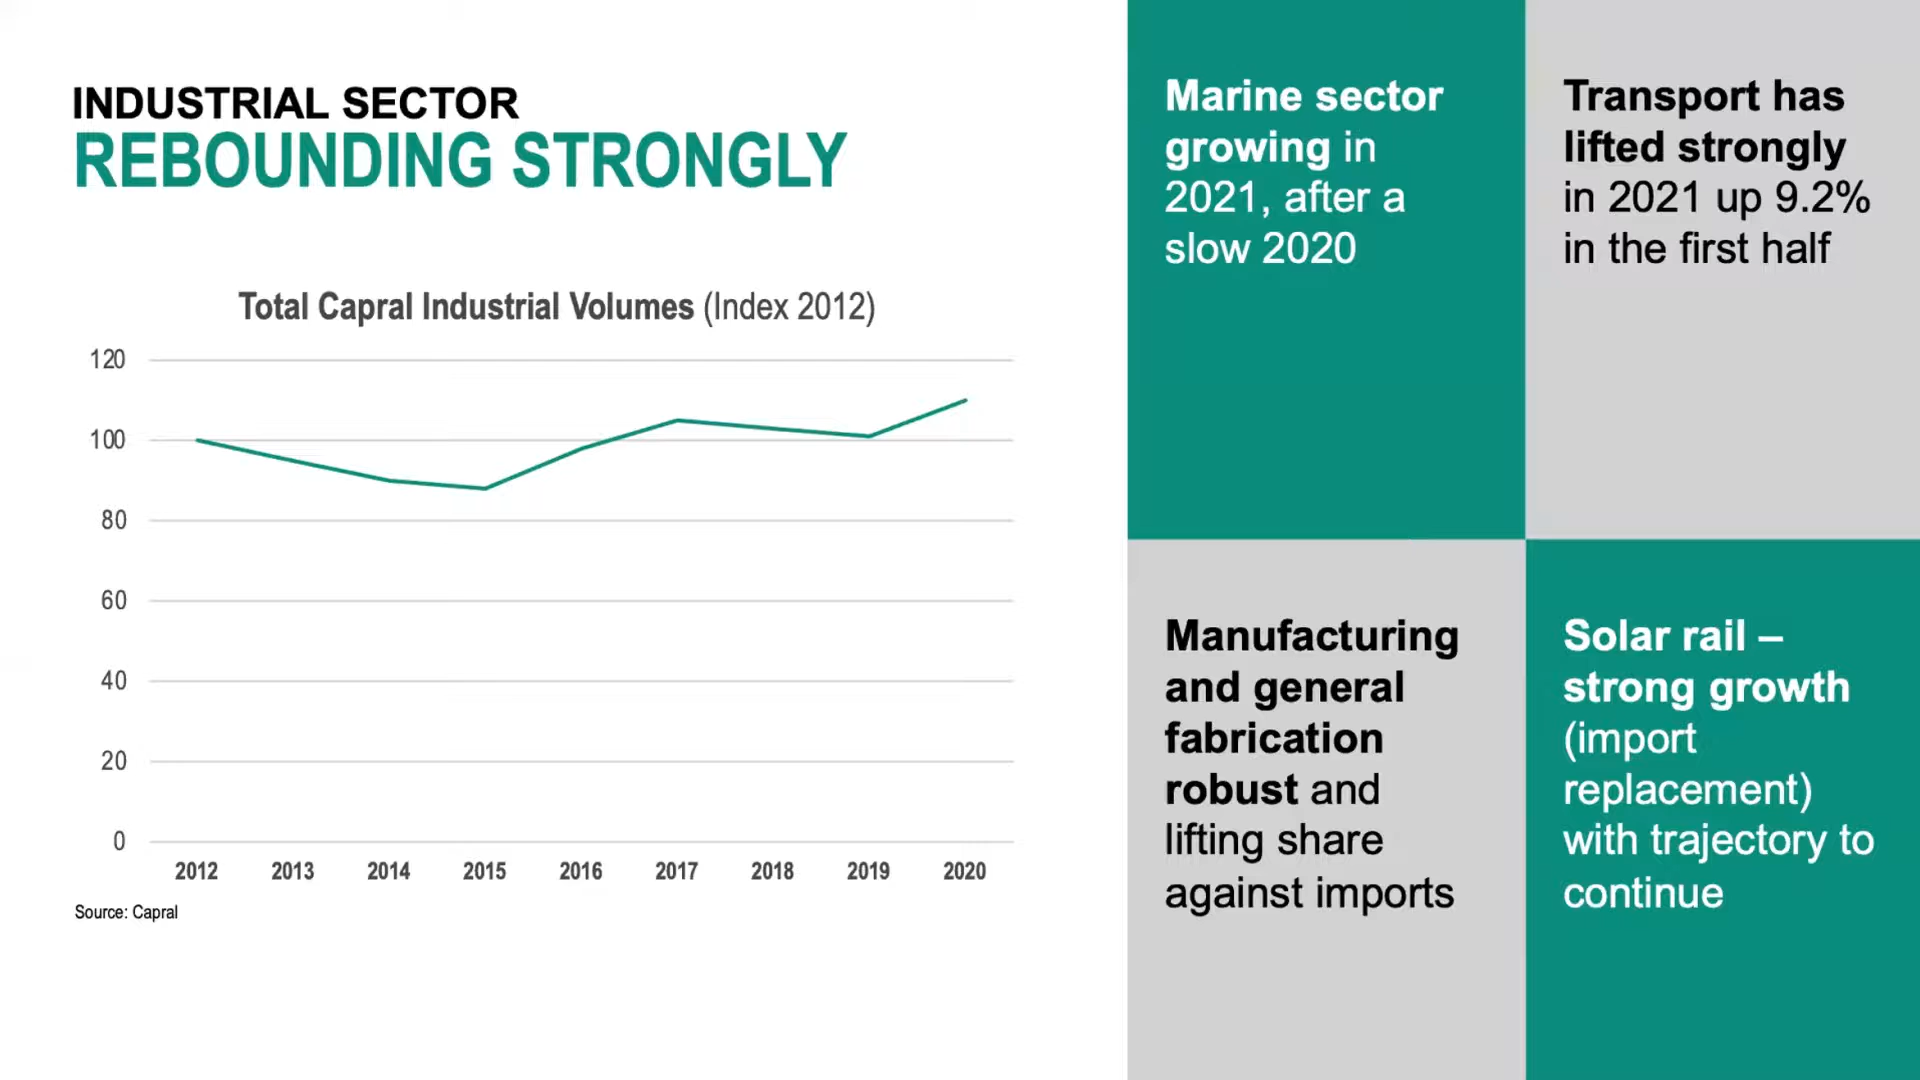 INDUSTRIAL SECTOR
REBOUNDING STRONGLY
Total Capral Industrial Volumes (Index 2012)
120
100
80
60
40
20
0
2012 2013 2014 2015 2016 2017 2018 2019 2020
Source: Capral
Marine sector
growing in
2021, after a
slow 2020
Transport has
lifted strongly
in 2021 up 9.2%
in the first half
Manufacturing
and general
fabrication
robust and
lifting share
against imports
Solar rail –
strong growth
(import
replacement)
with trajectory to
continue